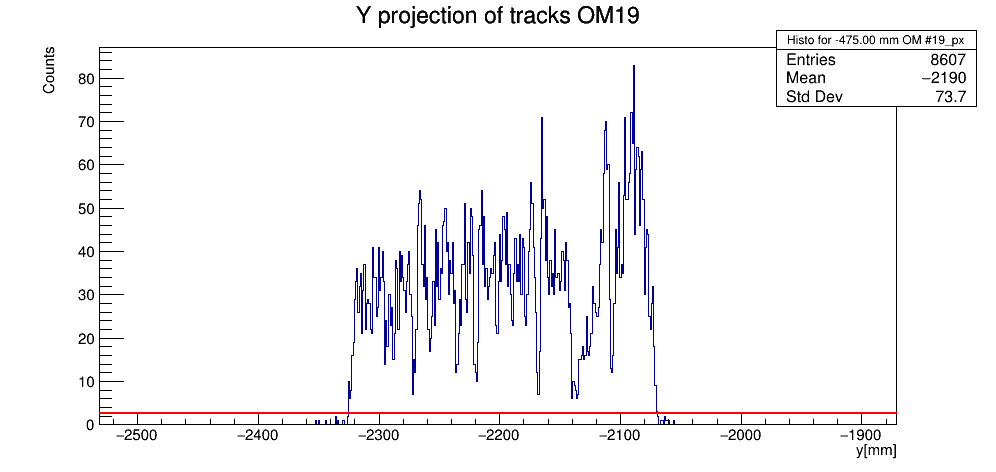 Y projection of tracks OM19
Histo for -475.00 mm OM #19_px
Entries 8607
Mean −2190
Std Dev 73.7
Counts
80
70
60
50
40
30
20
10
0
−2500 −2400 −2300 −2200 −2100 −2000 −1900
y[mm]